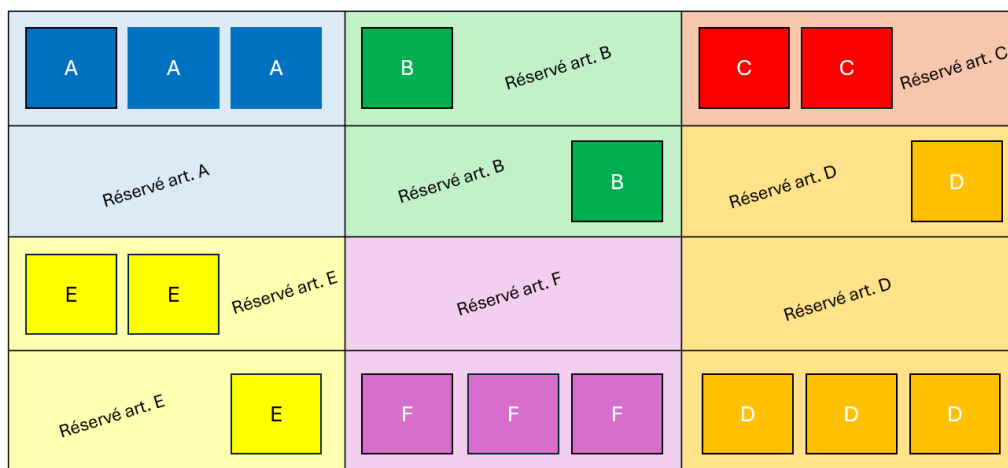 A A A B Réservé art. B C C Réservé art. C
Réservé art. A Réservé art. B B Réservé art. D D
E E Réservé art. E Réservé art. F Réservé art. D
Réservé art. E E F F F D D D